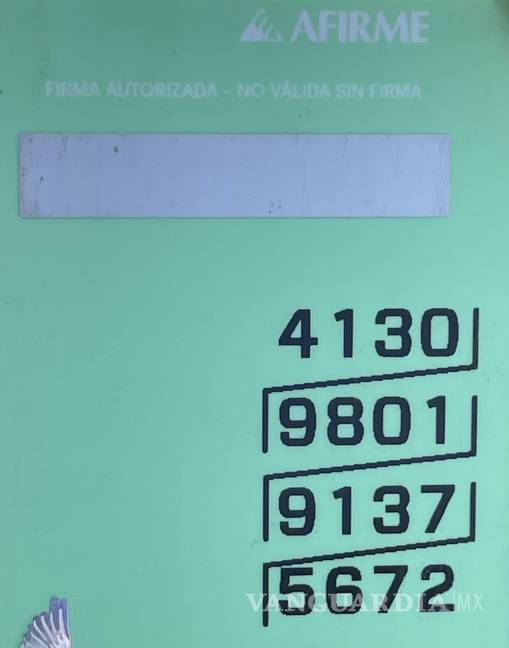 AFIRME
FIRMA AUTORIZADA - NO VÁLIDA SIN FIRMA
4130
9801
9137
5672
VANGUARDIA|MX